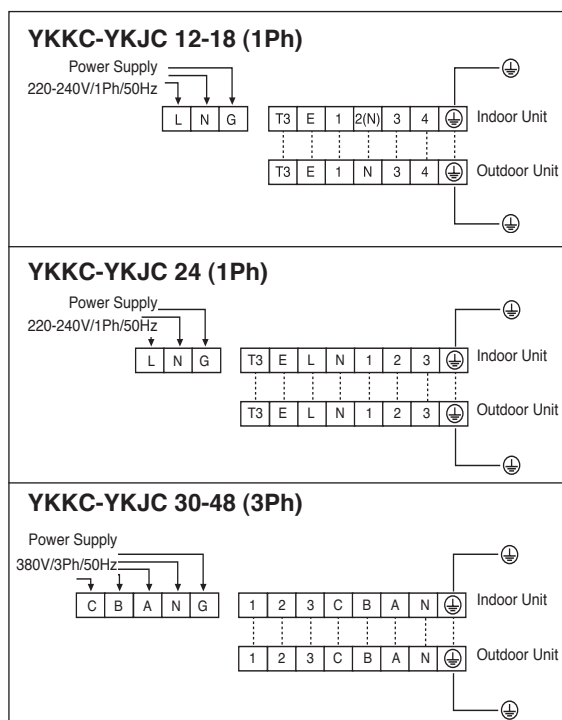 YKKC-YKJC 12-18 (1Ph)
Power Supply
220-240V/1Ph/50Hz
L N G
T3 E 1 2(N) 3 4 Indoor Unit
T3 E 1 N 3 4 Outdoor Unit
YKKC-YKJC 24 (1Ph)
Power Supply
220-240V/1Ph/50Hz
L N G
T3 E L N 1 2 3 Indoor Unit
T3 E L N 1 2 3 Outdoor Unit
YKKC-YKJC 30-48 (3Ph)
Power Supply
380V/3Ph/50Hz
C B A N G
1 2 3 C B A N Indoor Unit
1 2 3 C B A N Outdoor Unit